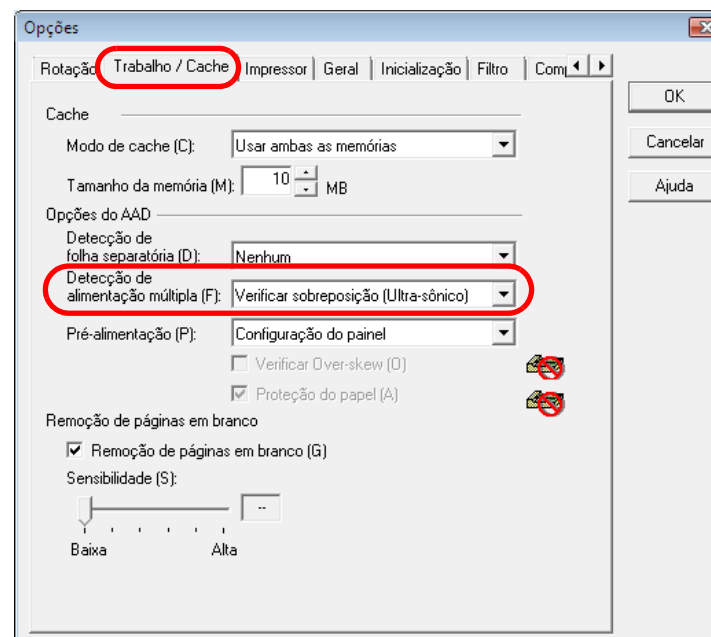 Opções
Rotação Trabalho / Cache Impressor Geral Inicialização Filtro
OK
Cancelar
Ajuda
Cache
Modo de cache (C): Usar ambas as memórias
Tamanho da memória (M): 10 MB
Opções do AAD
Detecção de
folha separatória (D): Nenhum
Detecção de
alimentação múltipla (F): Verificar sobreposição (Ultra-sônico)
Pré-alimentação (P): Configuração do painel
Verificar Over-skew (O)
Proteção do papel (A)
Remoção de páginas em branco
Remoção de páginas em branco (G)
Sensibilidade (S):
--
Baixa Alta